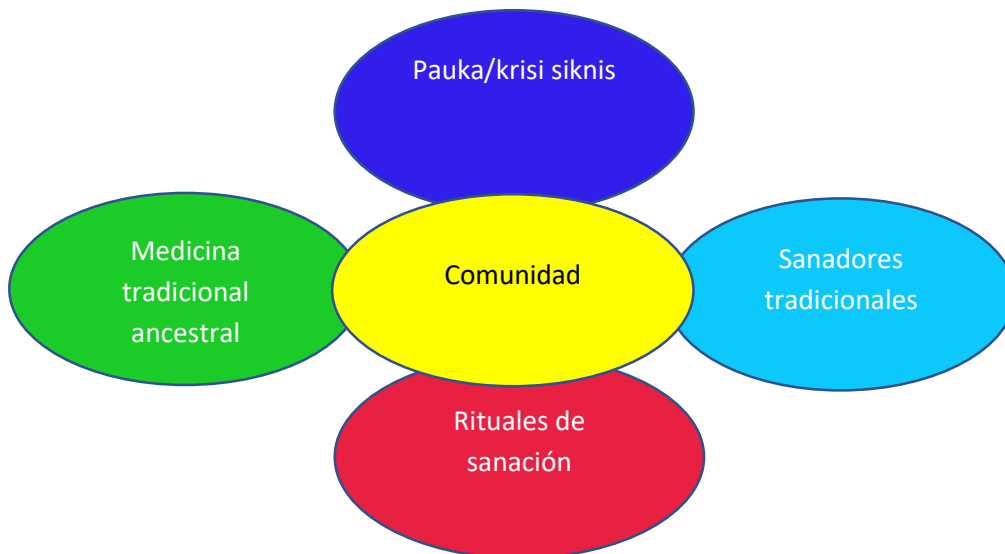 Pauka/krisi siknis
Medicina
tradicional
ancestral
Comunidad
Sanadores
tradicionales
Rituales de
sanación